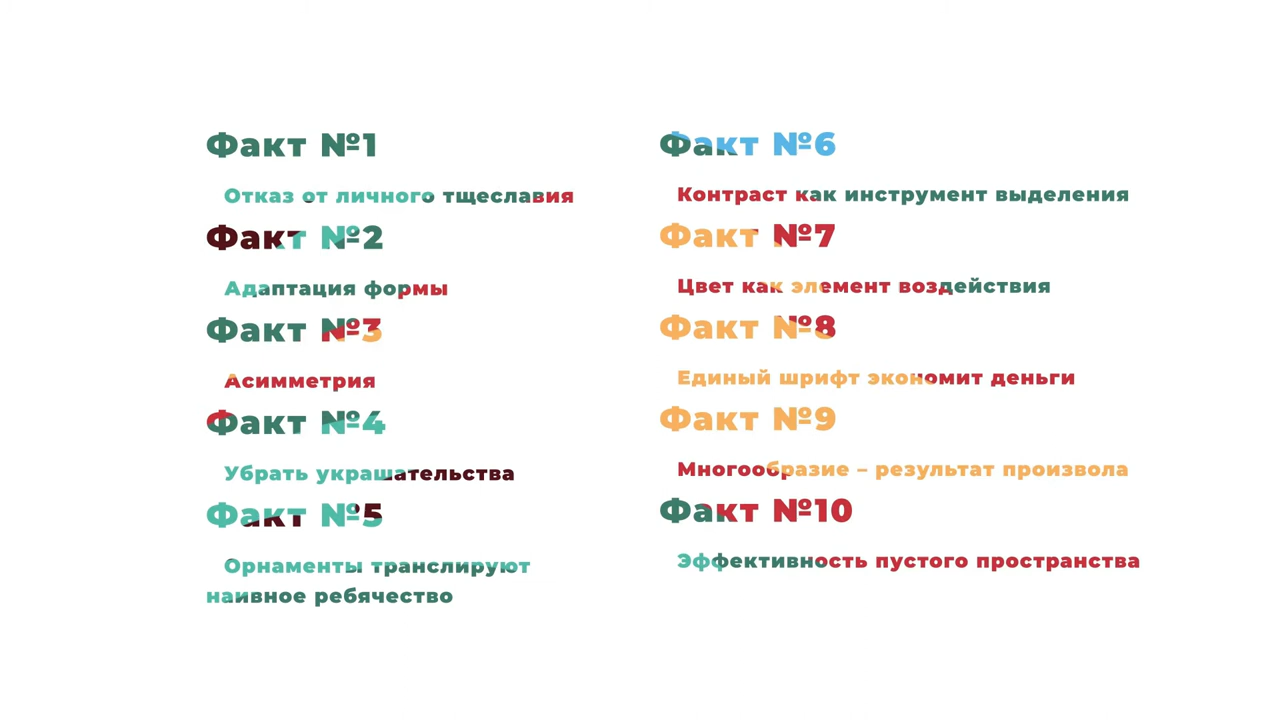 Факт №1
Отказ от личного тщеславия
Факт №2
Адаптация формы
Факт №3
Асимметрия
Факт №4
Убрать украшательства
Факт №5
Орнаменты транслируют
наивное ребячество
Факт №6
Контраст как инструмент выделения
Факт №7
Цвет как элемент воздействия
Факт №8
Единый шрифт экономит деньги
Факт №9
Многообразие – результат произвола
Факт №10
Эффективность пустого пространства